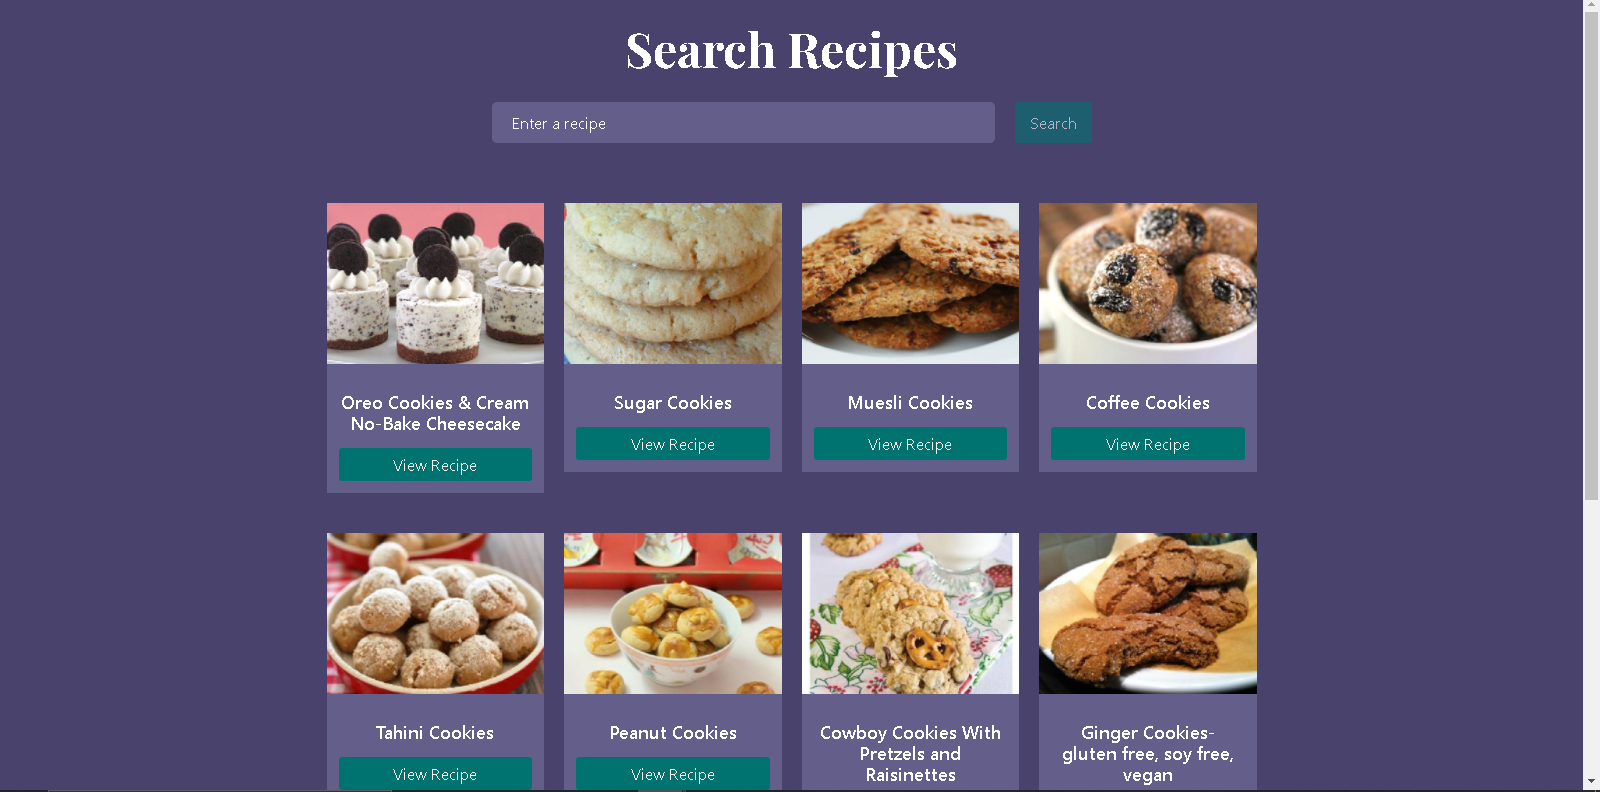 Search Recipes
Enter a recipe
Search
Oreo Cookies & Cream
No-Bake Cheesecake
View Recipe
Sugar Cookies
View Recipe
Muesli Cookies
View Recipe
Coffee Cookies
View Recipe
Tahini Cookies
View Recipe
Peanut Cookies
View Recipe
Cowboy Cookies With
Pretzels and
Raisinettes
Ginger Cookies-
gluten free, soy free,
vegan